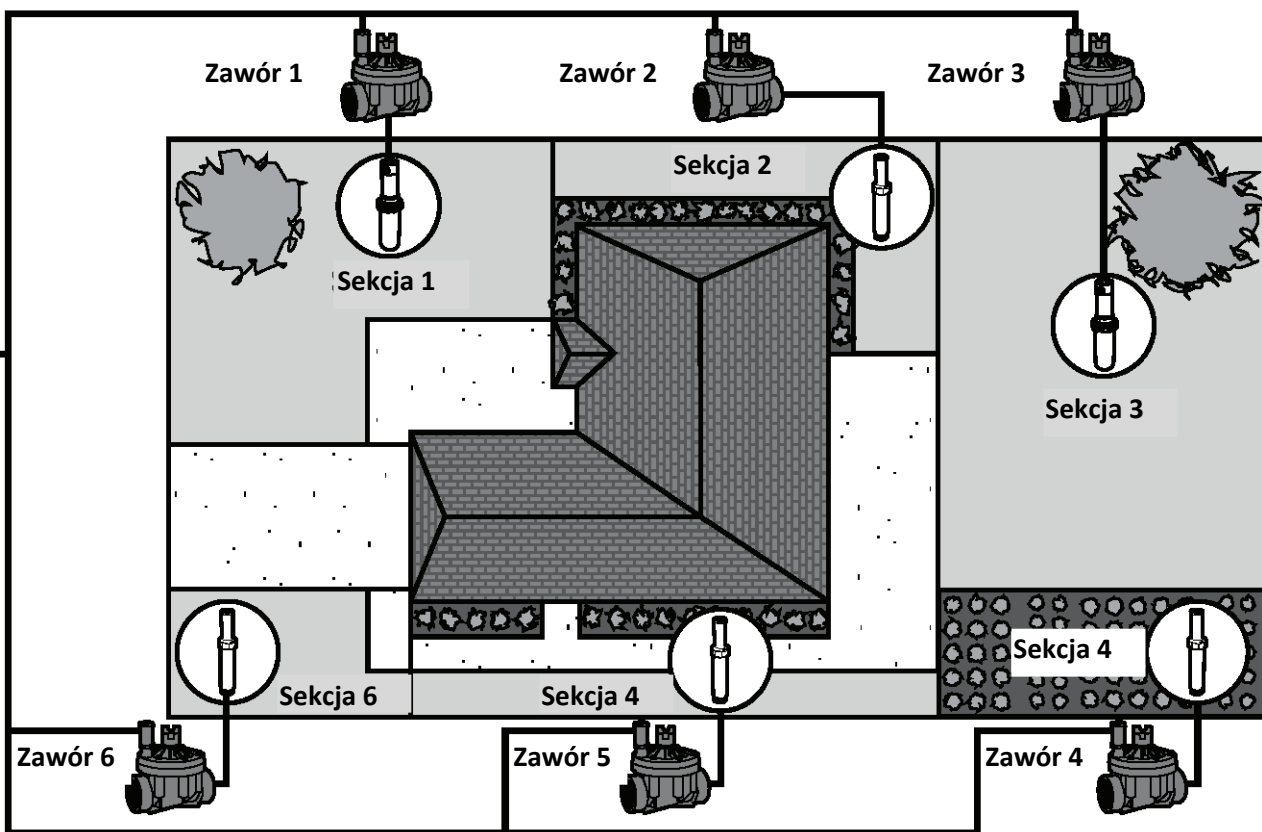 Zawór 1
Zawór 2
Zawór 3
Sekcja 2
Sekcja 1
Sekcja 3
Sekcja 4
Sekcja 6
Sekcja 4
Zawór 6
Zawór 5
Zawór 4